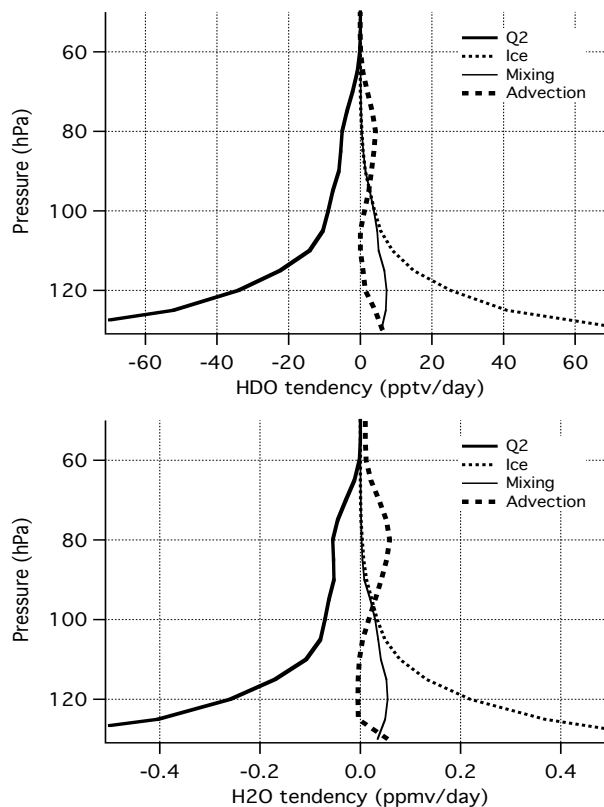 Q2
Ice
Mixing
Advection
60
80
100
120
Pressure (hPa)
-60
-40
-20
0
20
40
60
HDO tendency (pptv/day)
Q2
Ice
Mixing
Advection
60
80
100
120
Pressure (hPa)
-0.4
-0.2
0.0
0.2
0.4
H2O tendency (ppmv/day)